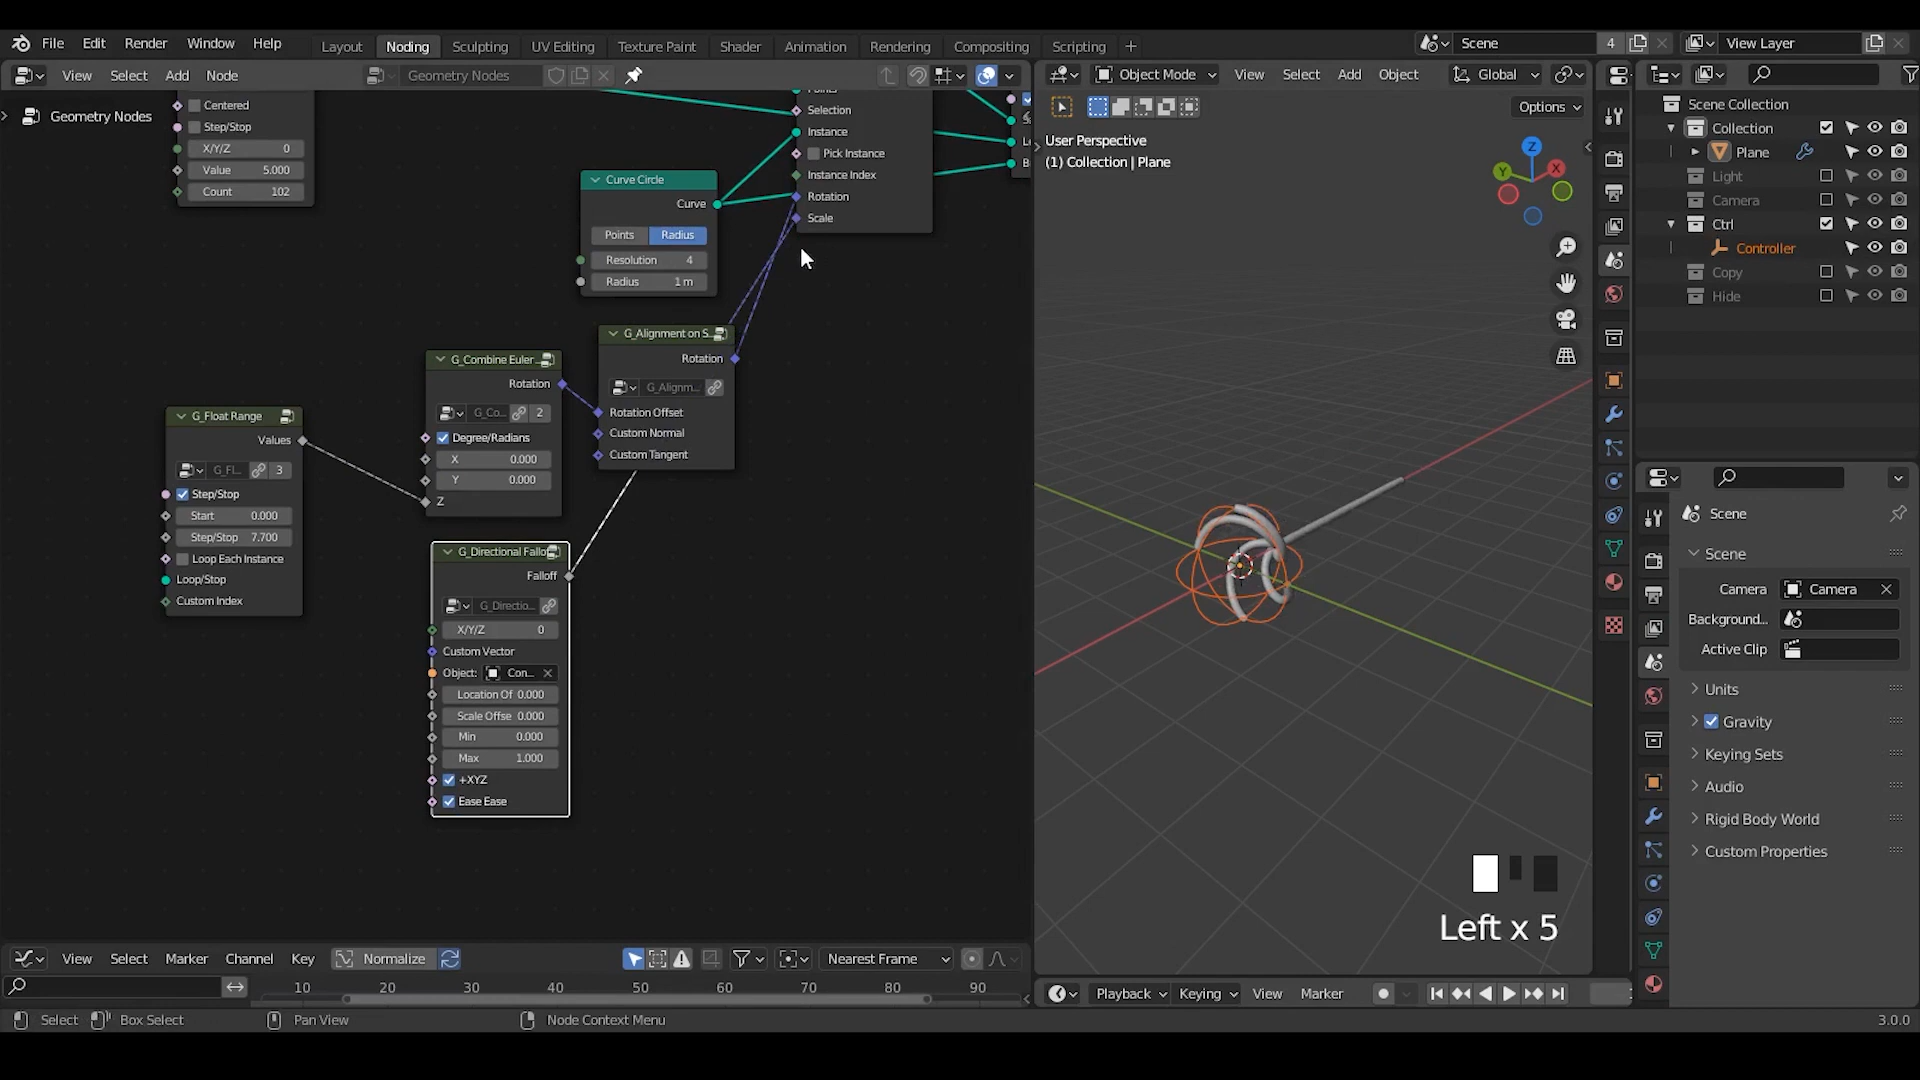 File Edit Render Window Help
Layout Noding Sculpting UV Editing Texture Paint Shader Animation Rendering Compositing Scripting +
Scene 4
View Layer
View Select Add Node
Geometry Nodes
Object Mode View Select Add Object Global
Options
Geometry Nodes
Centered
Step/Stop
X/Y/Z 0
Value 5.000
Count 102
Selection
Instance
Pick Instance
Instance Index
Rotation
Scale
Curve Circle
Curve
Points Radius
Resolution 4
Radius 1 m
G_Alignment on S...
Rotation
G_Alignm...
Rotation Offset
Custom Normal
Custom Tangent
G_Combine Euler...
Rotation
G_Co... 2
Degree/Radians
X 0.000
Y 0.000
Z
G_Float Range
Values
G_Fl... 3
Step/Stop
Start 0.000
Step/Stop 7.700
Loop Each Instance
Loop/Stop
Custom Index
G_Directional Fallo
Falloff
G_Directio...
X/Y/Z 0
Custom Vector
Object: Con...
Location Of 0.000
Scale Offse 0.000
Min 0.000
Max 1.000
+XYZ
Ease Ease
User Perspective
(1) Collection | Plane
Z
Y
X
Left x 5
Scene Collection
Collection
Plane
Light
Camera
Ctrl
Controller
Copy
Hide
Scene
Scene
Camera Camera
Background...
Active Clip
Units
Gravity
Keying Sets
Audio
Rigid Body World
Custom Properties
View Select Marker Channel Key Normalize Nearest Frame
10 20 30 40 50 60 70 80 90
Playback Keying View Marker
Select Box Select Pan View Node Context Menu
3.0.0